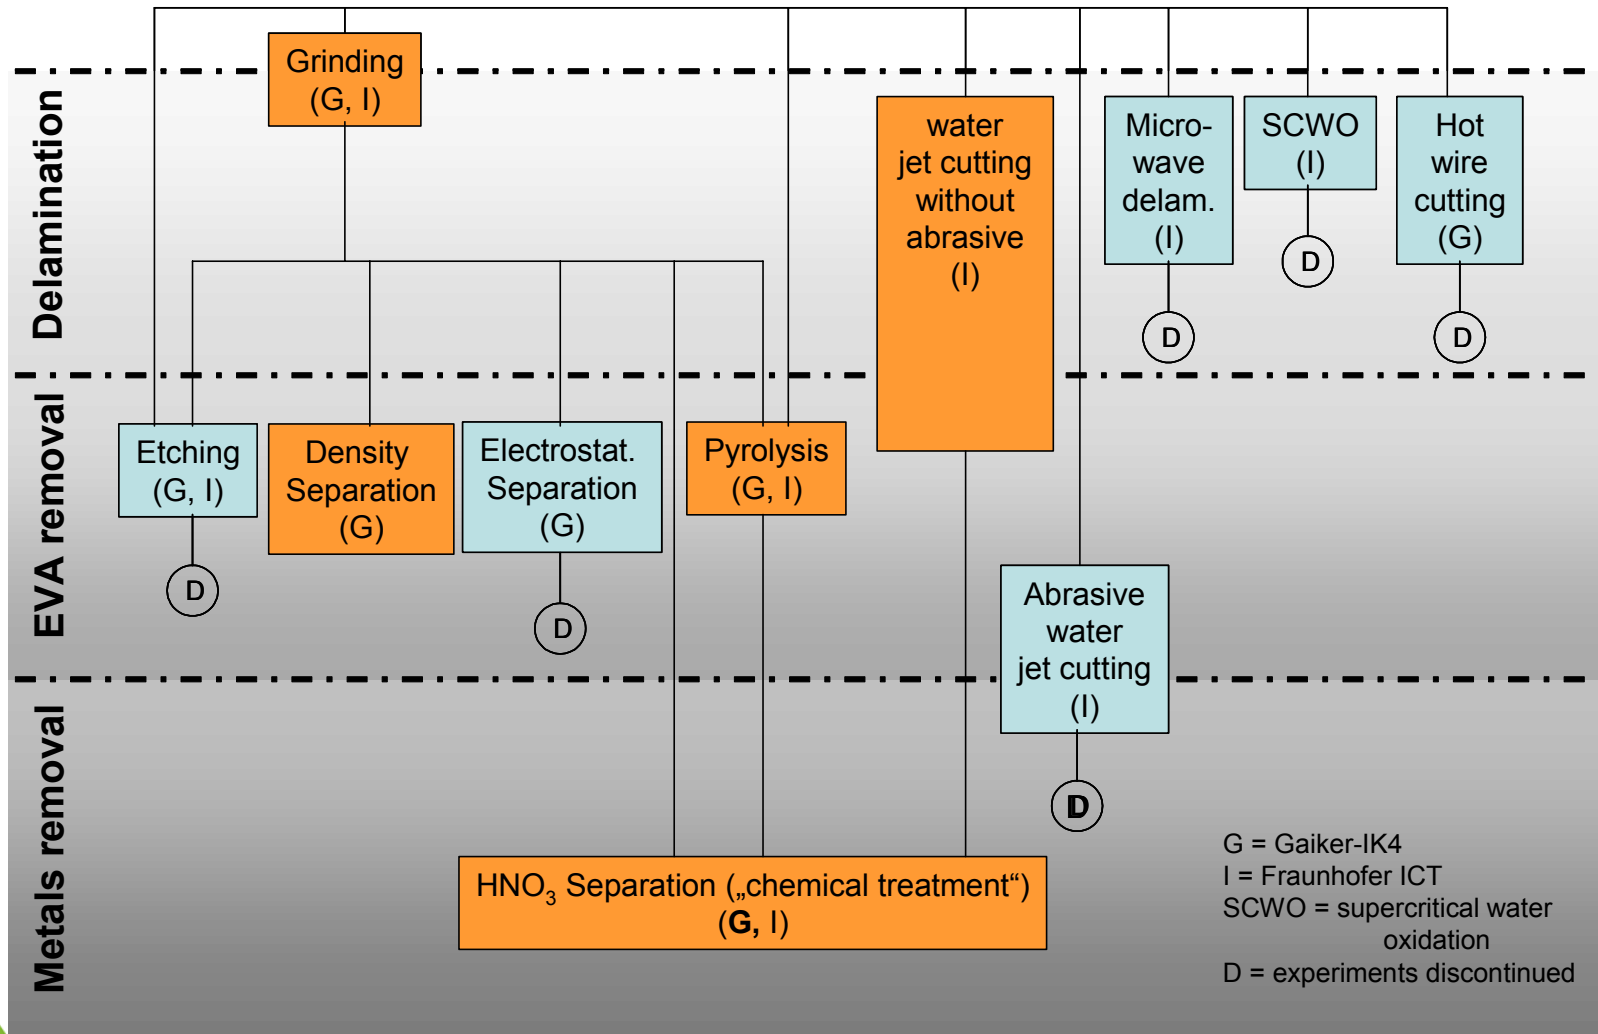 Grinding
(G, I)
Delamination
water
jet cutting
without
abrasive
(I)
Micro-
wave
delam.
(I)
D
SCWO
(I)
D
Hot
wire
cutting
(G)
D
EVA removal
Etching
(G, I)
D
Density
Separation
(G)
Electrostat.
Separation
(G)
D
Pyrolysis
(G, I)
Abrasive
water
jet cutting
(I)
D
Metals removal
HNO₃ Separation („chemical treatment“)
(G, I)
G = Gaiker-IK4
I = Fraunhofer ICT
SCWO = supercritical water
oxidation
D = experiments discontinued